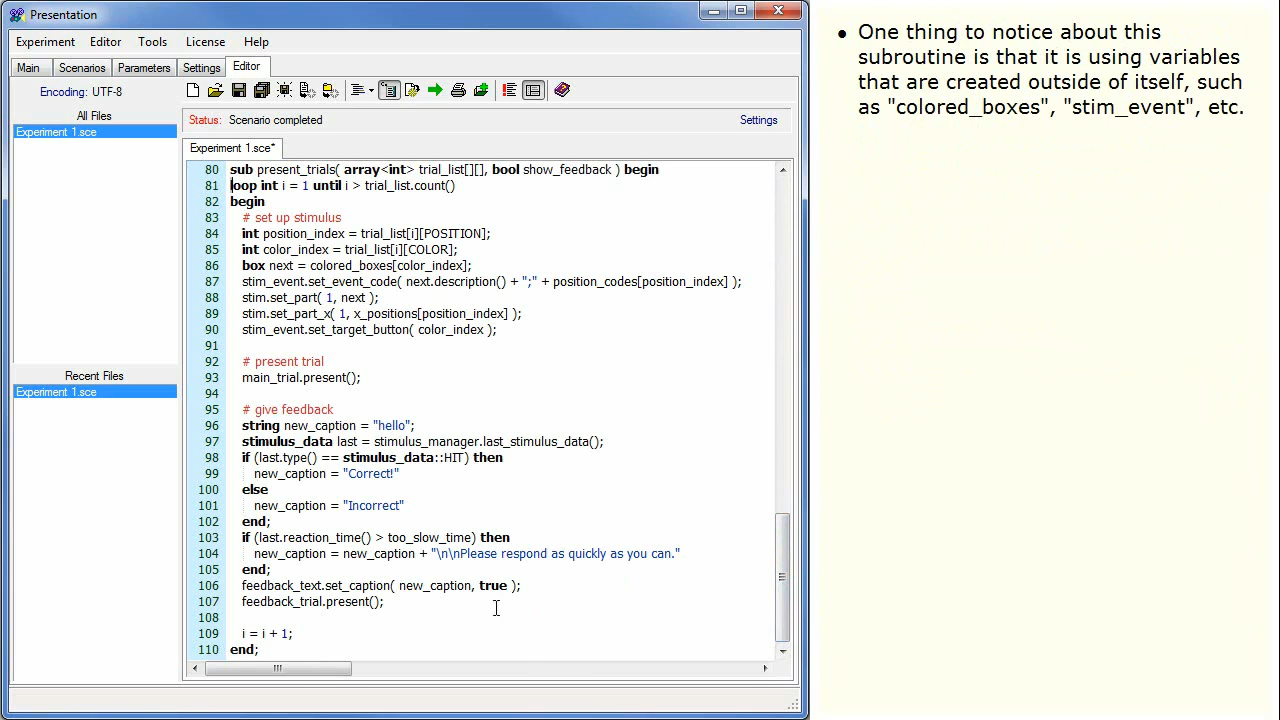 Presentation
Experiment Editor Tools License Help
Main Scenarios Parameters Settings Editor
Encoding: UTF-8
All Files
Experiment 1.sce
Recent Files
Experiment 1.sce
Status: Scenario completed Settings
Experiment 1.sce*
80 sub present_trials( array<int> trial_list[][], bool show_feedback ) begin
81 loop int i = 1 until i > trial_list.count()
82 begin
83 # set up stimulus
84 int position_index = trial_list[i][POSITION];
85 int color_index = trial_list[i][COLOR];
86 box next = colored_boxes[color_index];
87 stim_event.set_event_code( next.description() + ";" + position_codes[position_index] );
88 stim.set_part( 1, next );
89 stim.set_part_x( 1, x_positions[position_index] );
90 stim_event.set_target_button( color_index );
91
92 # present trial
93 main_trial.present();
94
95 # give feedback
96 string new_caption = "hello";
97 stimulus_data last = stimulus_manager.last_stimulus_data();
98 if (last.type() == stimulus_data::HIT) then
99 new_caption = "Correct!"
100 else
101 new_caption = "Incorrect"
102 end;
103 if (last.reaction_time() > too_slow_time) then
104 new_caption = new_caption + "\n\nPlease respond as quickly as you can."
105 end;
106 feedback_text.set_caption( new_caption, true );
107 feedback_trial.present();
108
109 i = i + 1;
110 end;
• One thing to notice about this
subroutine is that it is using variables
that are created outside of itself, such
as "colored_boxes", "stim_event", etc.